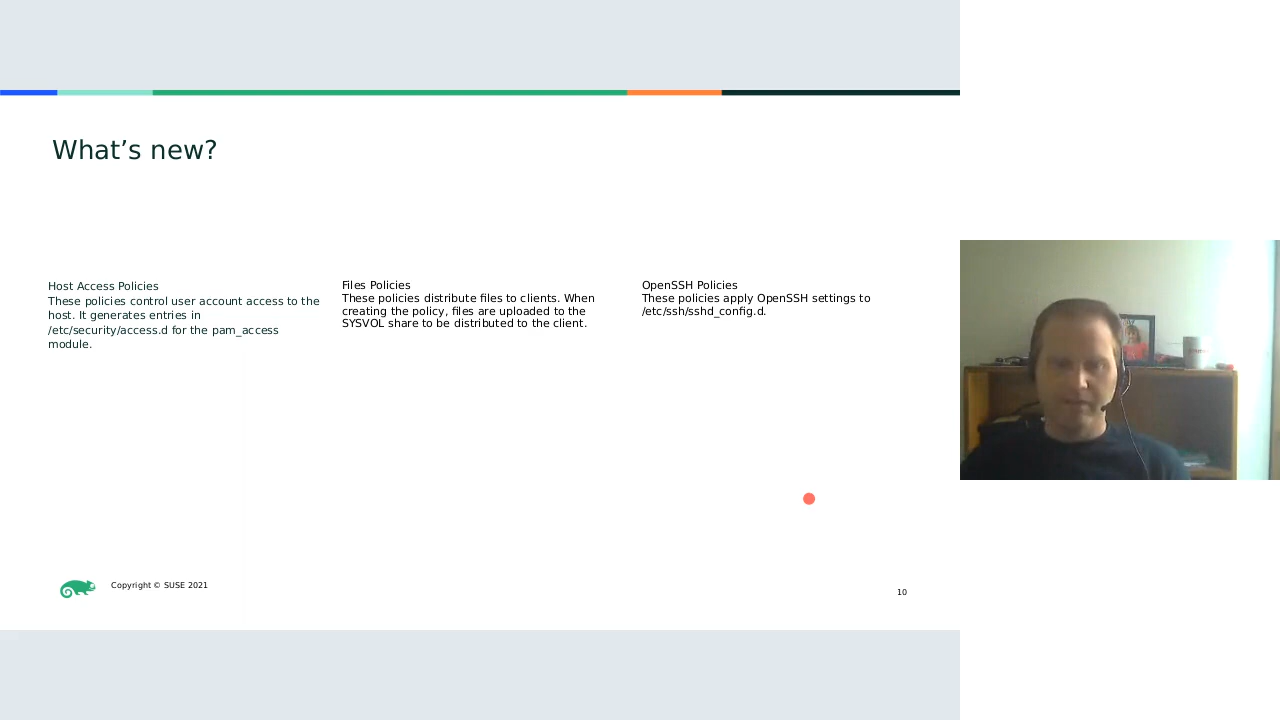 What’s new?
Host Access Policies
These policies control user account access to the
host. It generates entries in
/etc/security/access.d for the pam_access
module.
Files Policies
These policies distribute files to clients. When
creating the policy, files are uploaded to the
SYSVOL share to be distributed to the client.
OpenSSH Policies
These policies apply OpenSSH settings to
/etc/ssh/sshd_config.d.
Copyright © SUSE 2021
10